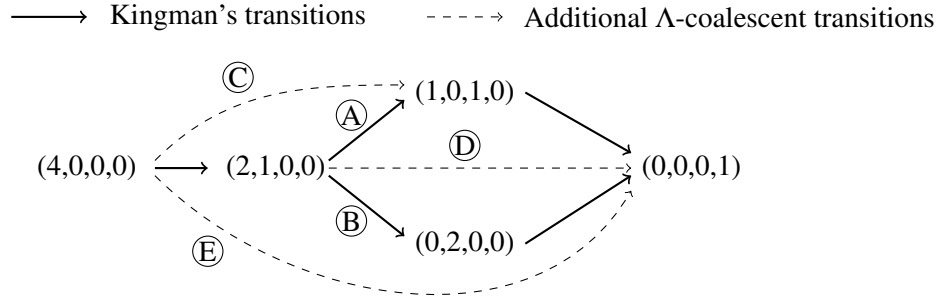 Kingman's transitions Additional Λ-coalescent transitions
C
A (1,0,1,0)
D
(4,0,0,0) (2,1,0,0) (0,0,0,1)
B
(0,2,0,0)
E